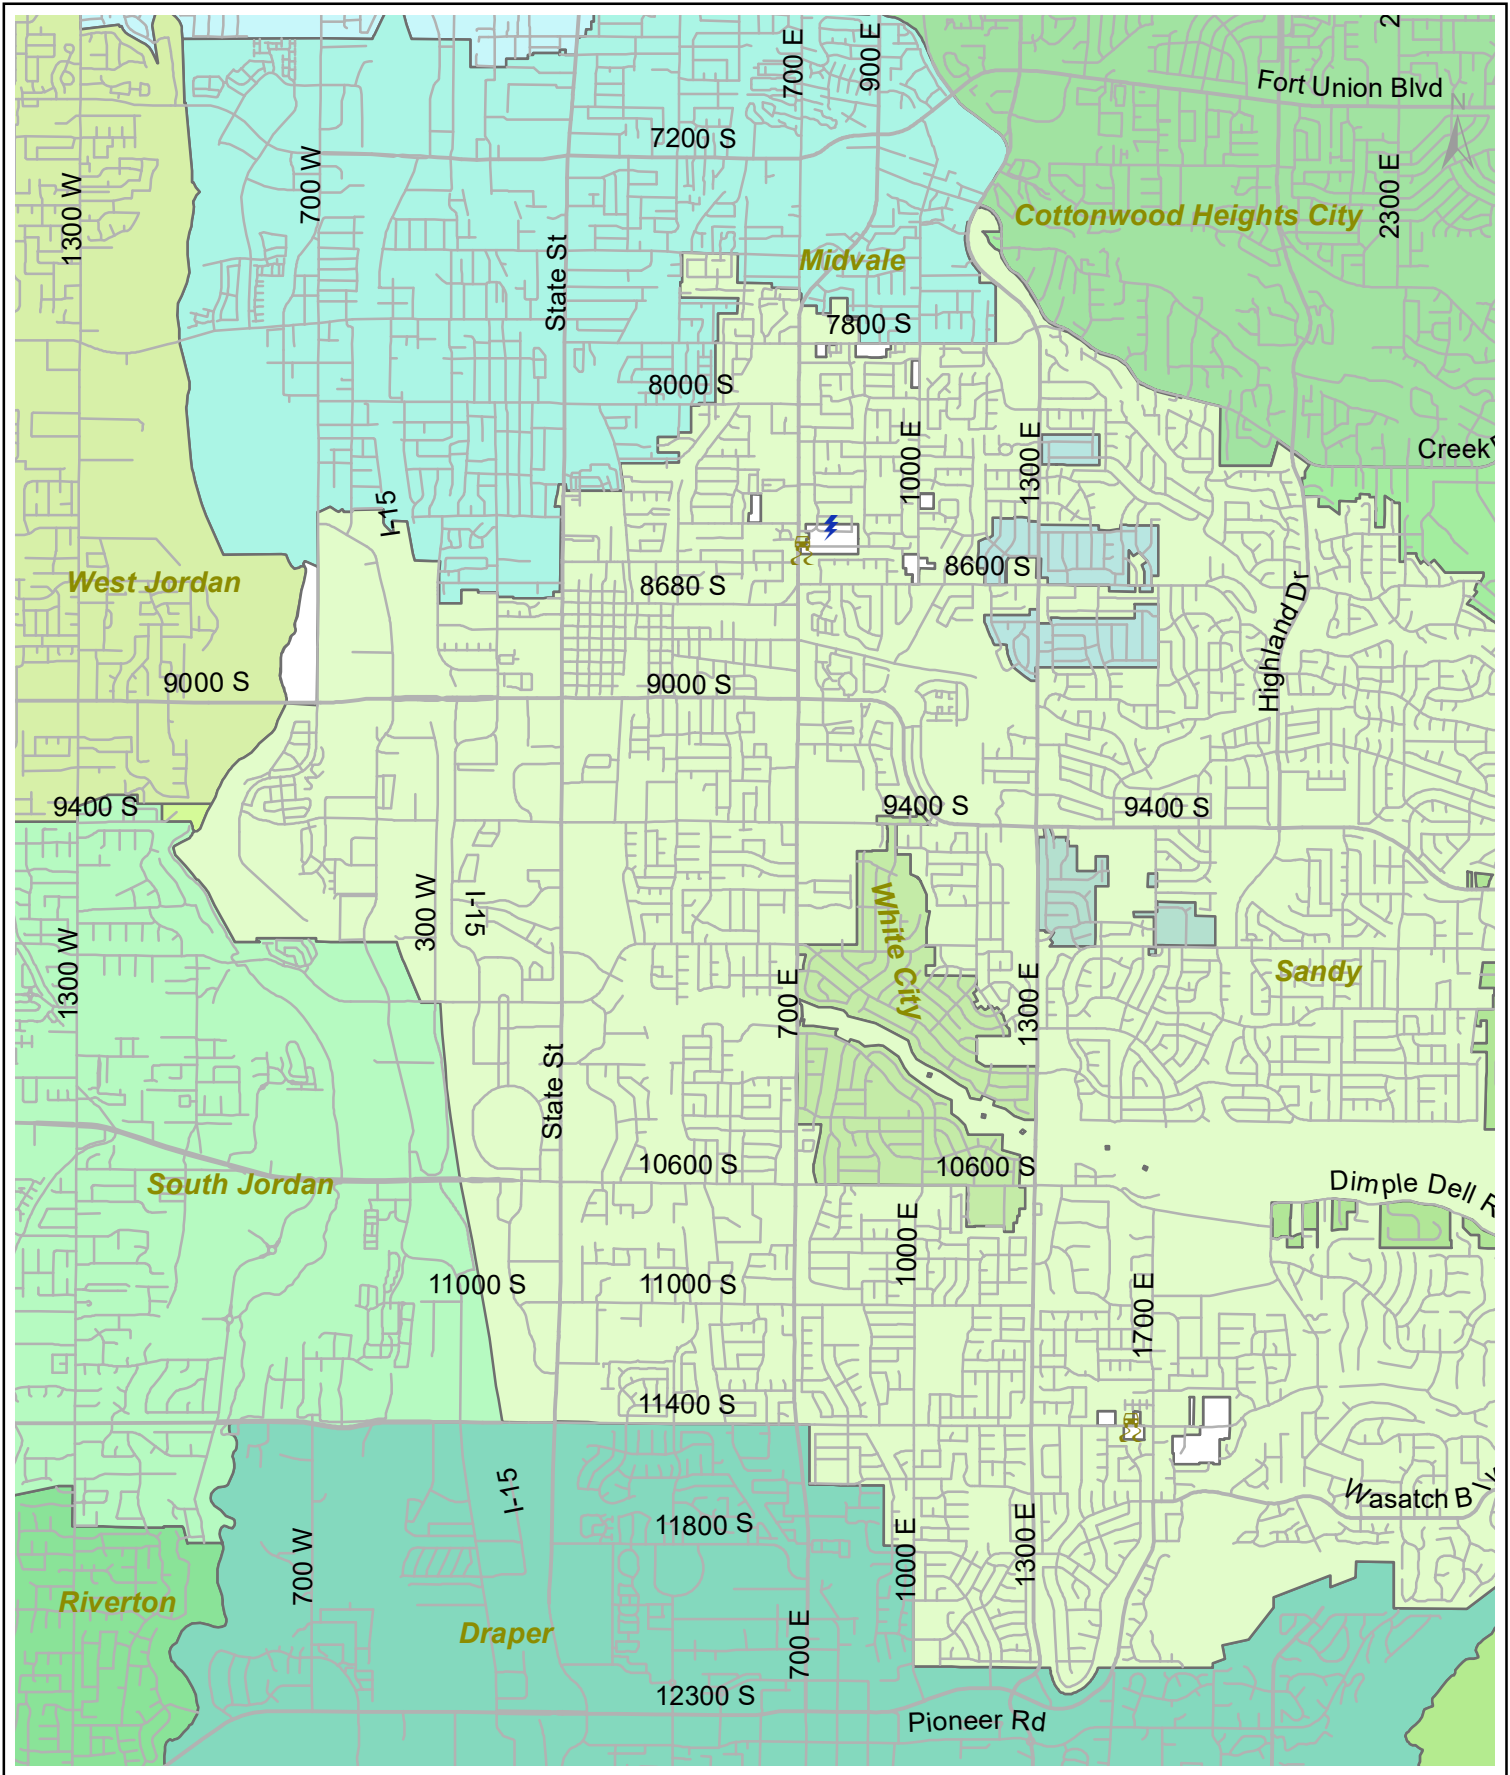 2
700 E
900 E
Fort Union Blvd
N
7200 S
1300 W
700 W
2300 E
Cottonwood Heights City
State St
Midvale
7800 S
8000 S
Creek
1000 E
1300 E
I-15
8600 S
West Jordan
8680 S
Highland Dr
9000 S
9000 S
9400 S
9400 S
9400 S
300 W
I-15
White City
1300 W
Sandy
700 E
1300 E
State St
10600 S
10600 S
South Jordan
Dimple Dell R
1000 E
11000 S
11000 S
1700 E
11400 S
I-15
Wasatch Blv
11800 S
700 W
1000 E
1300 E
Riverton
Draper
700 E
12300 S
Pioneer Rd